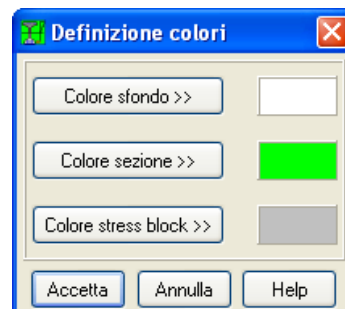 Definizione colori
Colore sfondo >>
Colore sezione >>
Colore stress block >>
Accetta Annulla Help